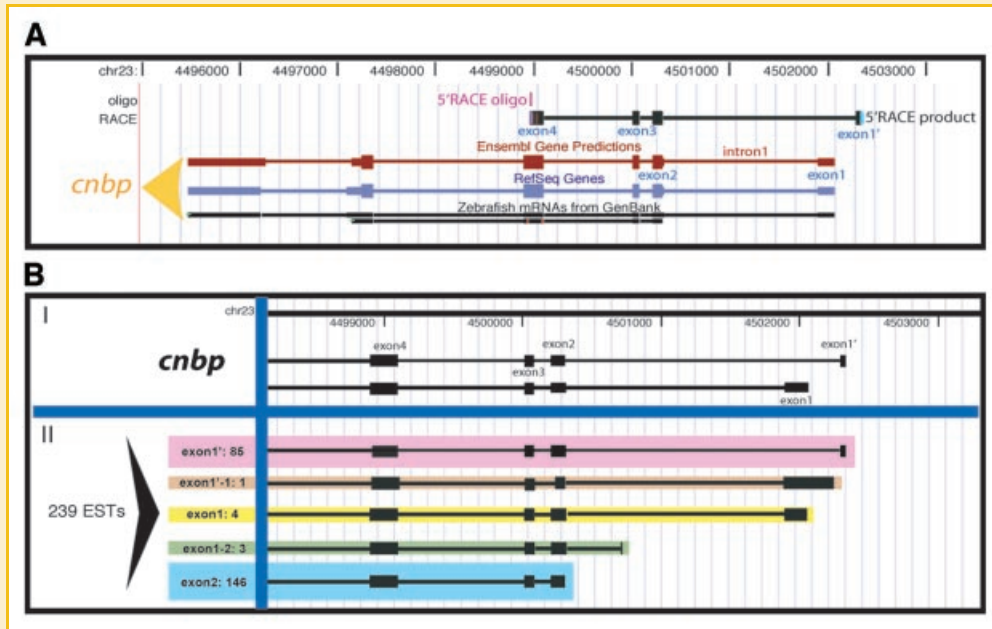 A
chr23: 4496000 4497000 4498000 4499000 4500000 4501000 4502000 4503000
oligo
5'RACE oligo
RACE
5'RACE product
exon4 exon3 exon1'
Ensembl Gene Predictions intron1
cnbp
RefSeq Genes exon2 exon1
Zebrafish mRNAs from GenBank
B
I
chr23
4499000 4500000 4501000 4502000 4503000
cnbp
exon4 exon2 exon1'
exon3
exon1
II
239 ESTs
exon1': 85
exon1'-1: 1
exon1: 4
exon1-2: 3
exon2: 146